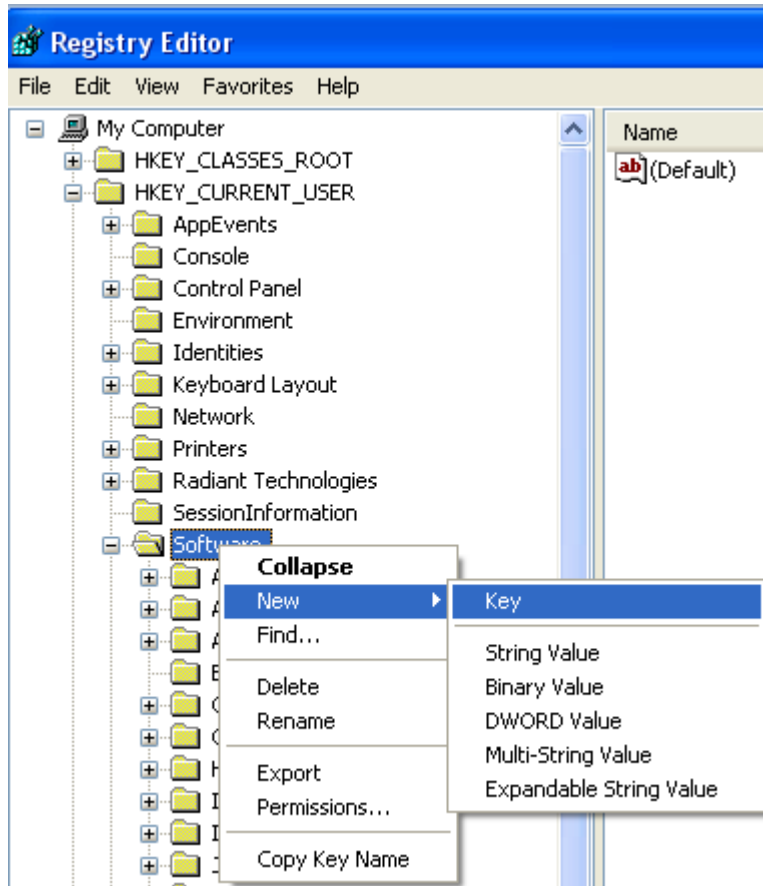 Registry Editor
File Edit View Favorites Help
My Computer
HKEY_CLASSES_ROOT
HKEY_CURRENT_USER
AppEvents
Console
Control Panel
Environment
Identities
Keyboard Layout
Network
Printers
Radiant Technologies
SessionInformation
Software
Name
ab (Default)
Collapse
New
Find...
Delete
Rename
Export
Permissions...
Copy Key Name
Key
String Value
Binary Value
DWORD Value
Multi-String Value
Expandable String Value